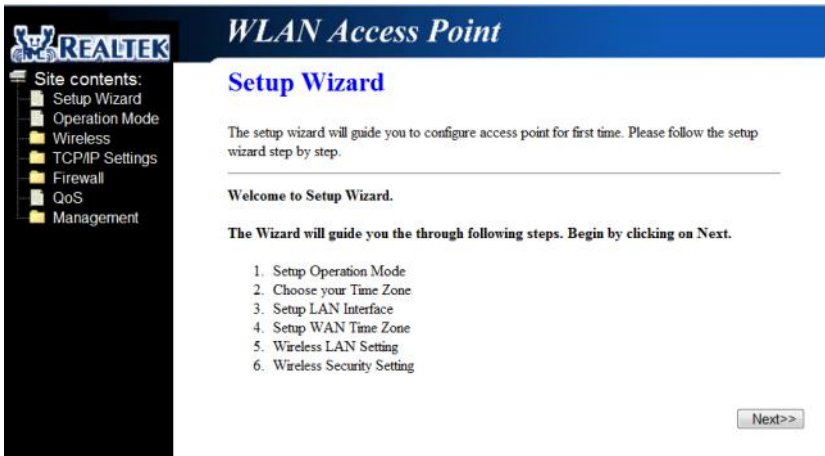 REALTEK
WLAN Access Point
Site contents:
Setup Wizard
Operation Mode
Wireless
TCP/IP Settings
Firewall
QoS
Management
Setup Wizard
The setup wizard will guide you to configure access point for first time. Please follow the setup
wizard step by step.
Welcome to Setup Wizard.
The Wizard will guide you the through following steps. Begin by clicking on Next.
1. Setup Operation Mode
2. Choose your Time Zone
3. Setup LAN Interface
4. Setup WAN Time Zone
5. Wireless LAN Setting
6. Wireless Security Setting
Next>>